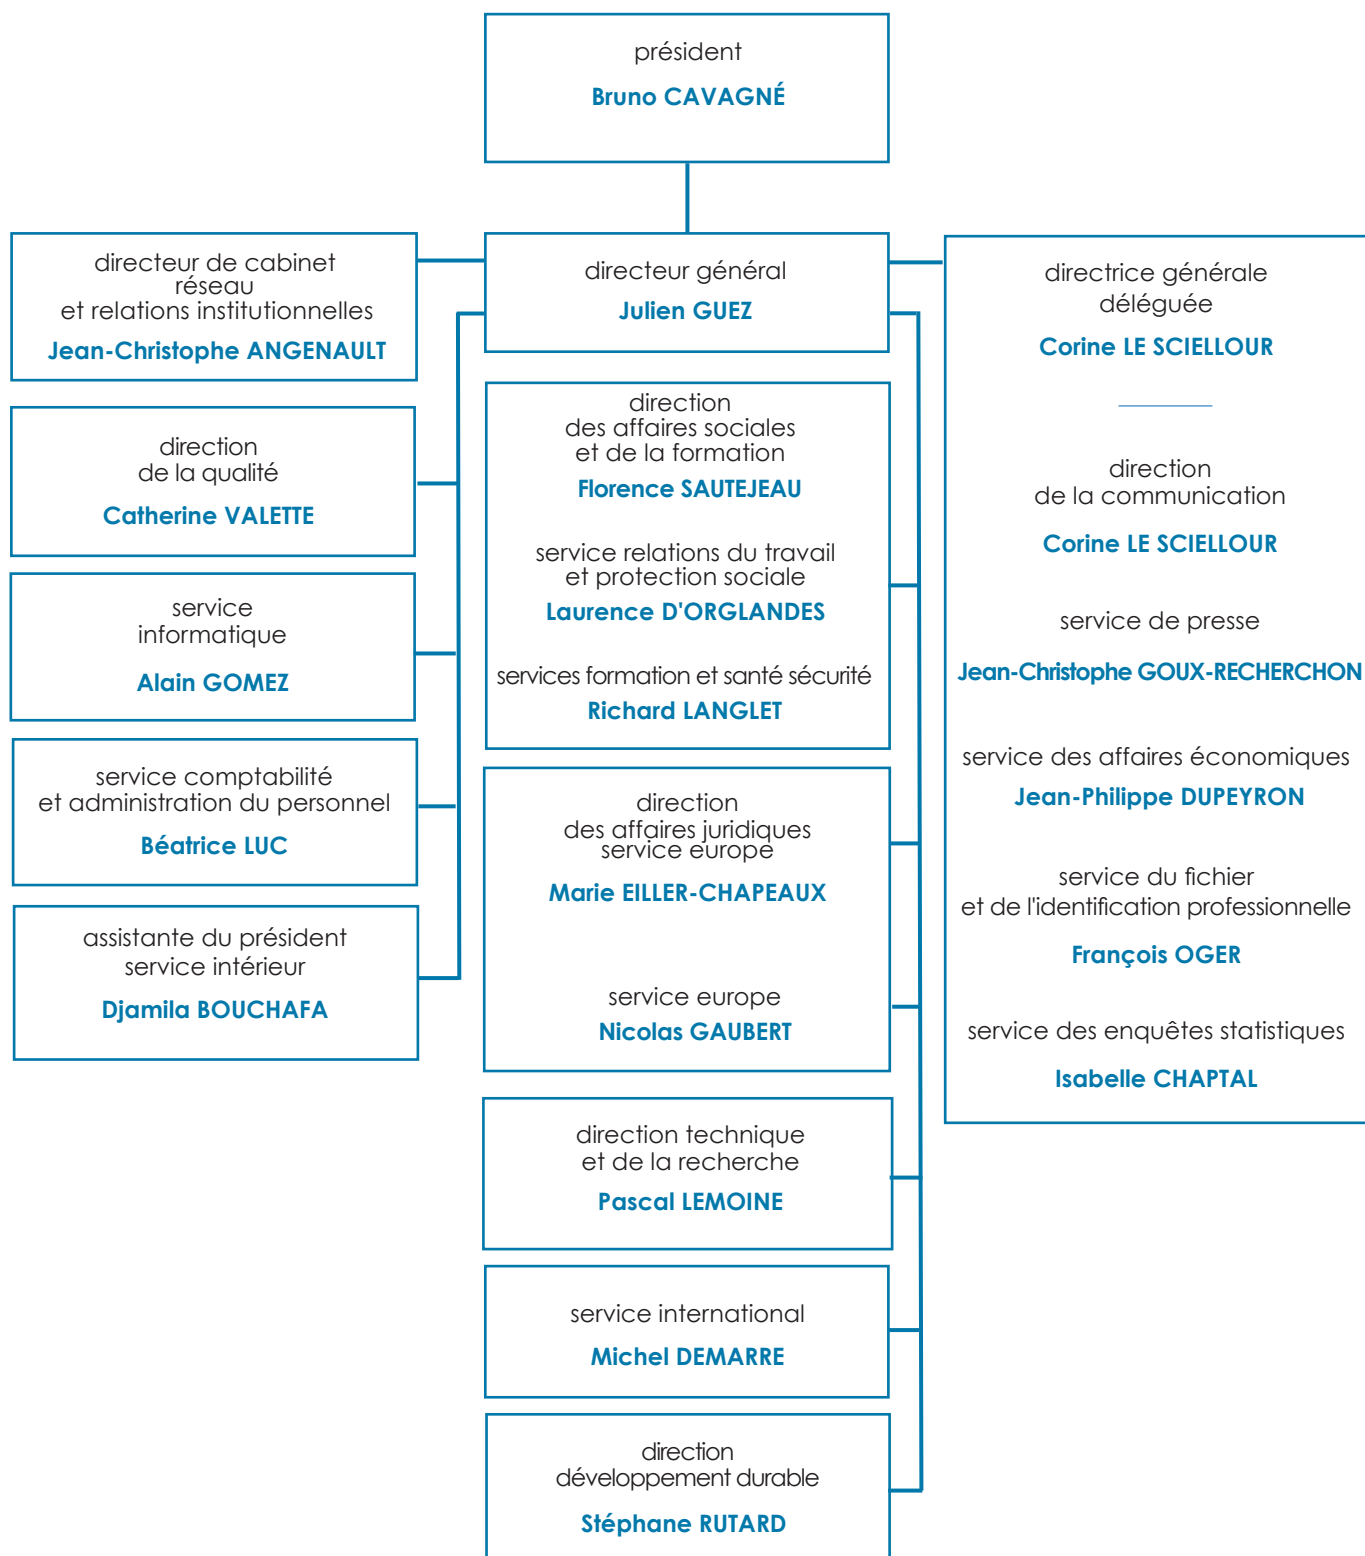 président
Bruno CAVAGNÉ
directeur de cabinet
réseau
et relations institutionnelles
Jean-Christophe ANGENAULT
directeur général
Julien GUEZ
directrice générale
déléguée
Corine LE SCIELLOUR
direction
de la communication
Corine LE SCIELLOUR
service de presse
Jean-Christophe GOUX-RECHERCHON
service des affaires économiques
Jean-Philippe DUPEYRON
service du fichier
et de l'identification professionnelle
François OGER
service des enquêtes statistiques
Isabelle CHAPTAL
direction
de la qualité
Catherine VALETTE
service
informatique
Alain GOMEZ
service comptabilité
et administration du personnel
Béatrice LUC
assistante du président
service intérieur
Djamila BOUCHAFA
direction
des affaires sociales
et de la formation
Florence SAUTEJEAU
service relations du travail
et protection sociale
Laurence D'ORGLANDES
services formation et santé sécurité
Richard LANGLET
direction
des affaires juridiques
service europe
Marie EILLER-CHAPEAUX
service europe
Nicolas GAUBERT
direction technique
et de la recherche
Pascal LEMOINE
service international
Michel DEMARRE
direction
développement durable
Stéphane RUTARD